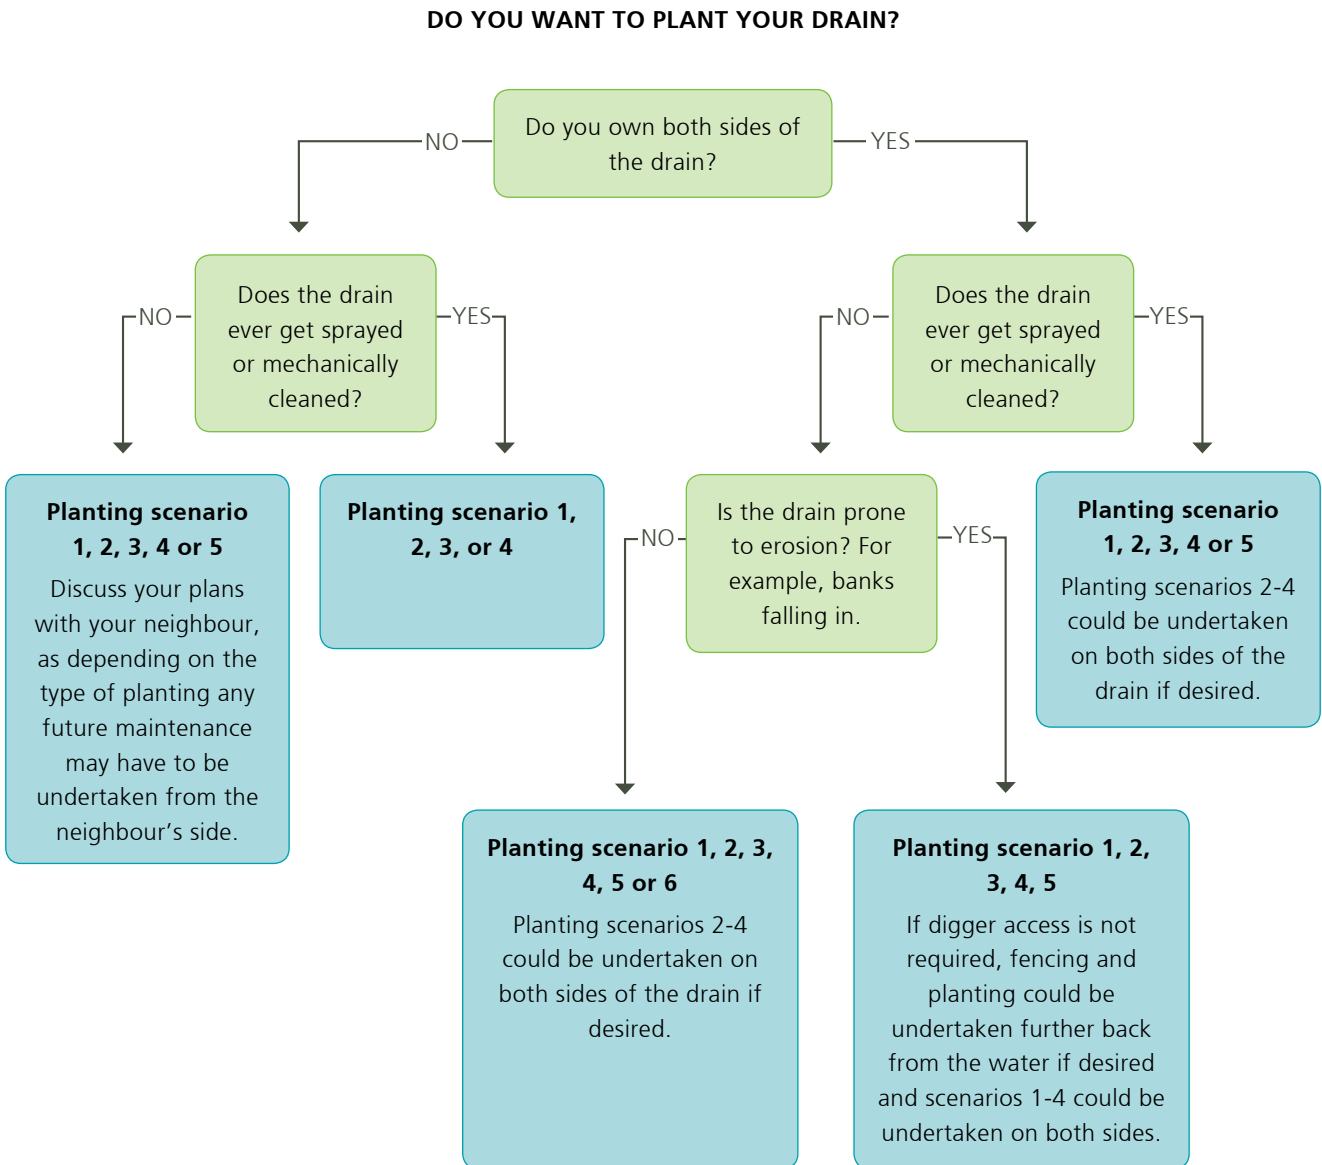 DO YOU WANT TO PLANT YOUR DRAIN?
Do you own both sides of
the drain?
NO
YES
Does the drain
ever get sprayed
or mechanically
cleaned?
NO
YES
Does the drain
ever get sprayed
or mechanically
cleaned?
NO
YES
Planting scenario
1, 2, 3, 4 or 5
Discuss your plans
with your neighbour,
as depending on the
type of planting any
future maintenance
may have to be
undertaken from the
neighbour’s side.
Planting scenario 1,
2, 3, or 4
Is the drain prone
to erosion? For
example, banks
falling in.
NO
YES
Planting scenario
1, 2, 3, 4 or 5
Planting scenarios 2-4
could be undertaken
on both sides of the
drain if desired.
Planting scenario 1, 2, 3,
4, 5 or 6
Planting scenarios 2-4
could be undertaken on
both sides of the drain if
desired.
Planting scenario 1, 2,
3, 4, 5
If digger access is not
required, fencing and
planting could be
undertaken further back
from the water if desired
and scenarios 1-4 could be
undertaken on both sides.